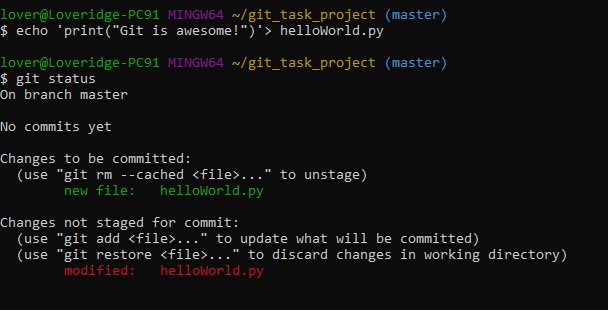 lover@Loveridge-PC91 MINGW64 ~/git_task_project (master)
$ echo 'print("Git is awesome!")'> helloWorld.py

lover@Loveridge-PC91 MINGW64 ~/git_task_project (master)
$ git status
On branch master

No commits yet

Changes to be committed:
  (use "git rm --cached <file>..." to unstage)
        new file:   helloWorld.py

Changes not staged for commit:
  (use "git add <file>..." to update what will be committed)
  (use "git restore <file>..." to discard changes in working directory)
        modified:   helloWorld.py